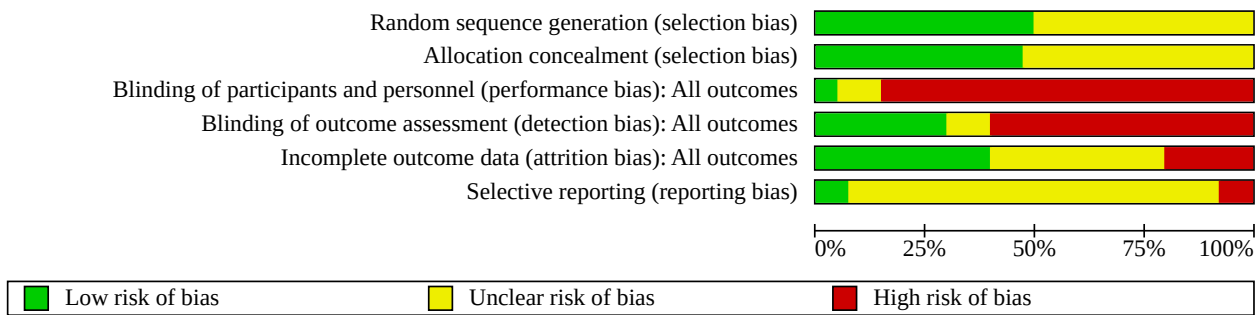 Random sequence generation (selection bias)
Allocation concealment (selection bias)
Blinding of participants and personnel (performance bias): All outcomes
Blinding of outcome assessment (detection bias): All outcomes
Incomplete outcome data (attrition bias): All outcomes
Selective reporting (reporting bias)
0% 25% 50% 75% 100%
Low risk of bias Unclear risk of bias High risk of bias